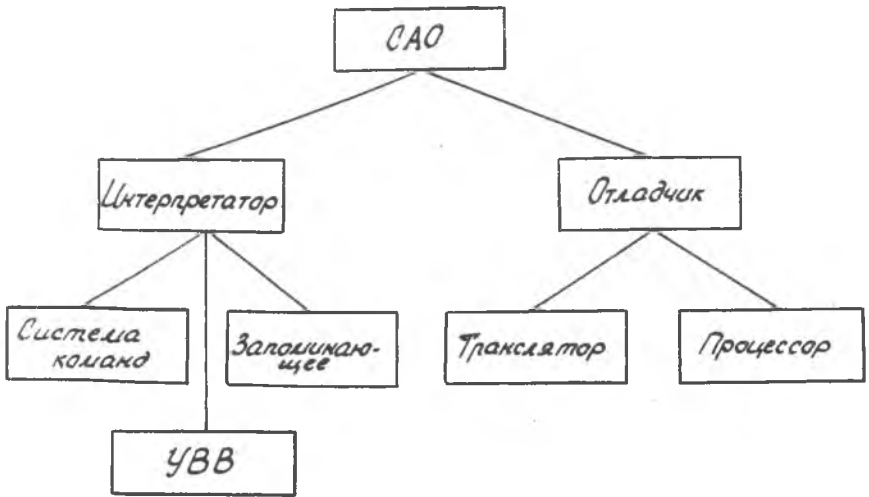 САО
Интерпретатор
Отладчик
Система
команд
Запоминаю-
щее
Транслятор
Процессор
УВВ